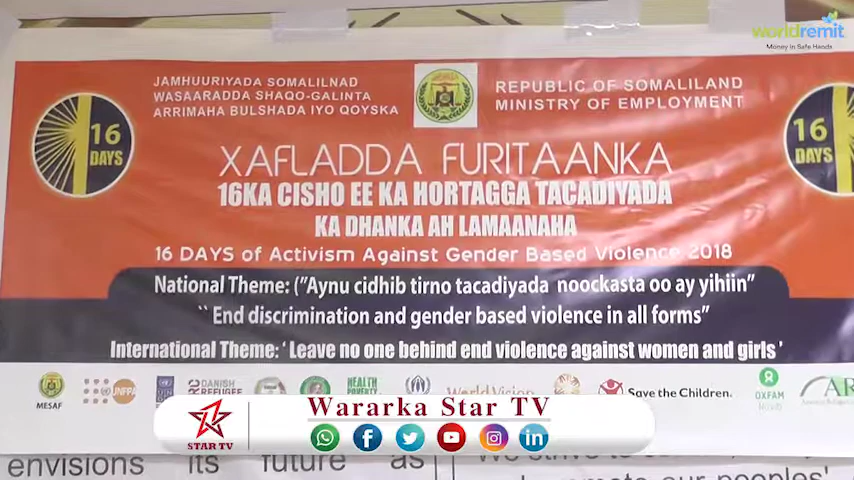 worldremit
Money in Safe Hands
JAMHUURIYADA SOMALILNAD
WASAARADDA SHAQO-GALINTA
ARRIMAHA BULSHADA IYO QOYSKA
REPUBLIC OF SOMALILAND
MINISTRY OF EMPLOYMENT
16
DAYS
16
DAYS
XAFLADDA FURITAANKA
16KA CISHO EE KA HORTAGGA TACADIYADA
KA DHANKA AH LAMAANAHA
16 DAYS of Activism Against Gender Based Violence 2018
National Theme: ("Aynu cidhib tirno tacadiyada noockasta oo ay yihiin"
`` End discrimination and gender based violence in all forms"
International Theme: ‘ Leave no one behind end violence against women and girls ’
MESAF
UNFPA
DANISH
REFUGEE
HEALTH
POVERTY
World Vision
Save the Children.
OXFAM
Novib
AR
Wararka Star TV
STAR TV
envisions its future as
We strive to
peoples'